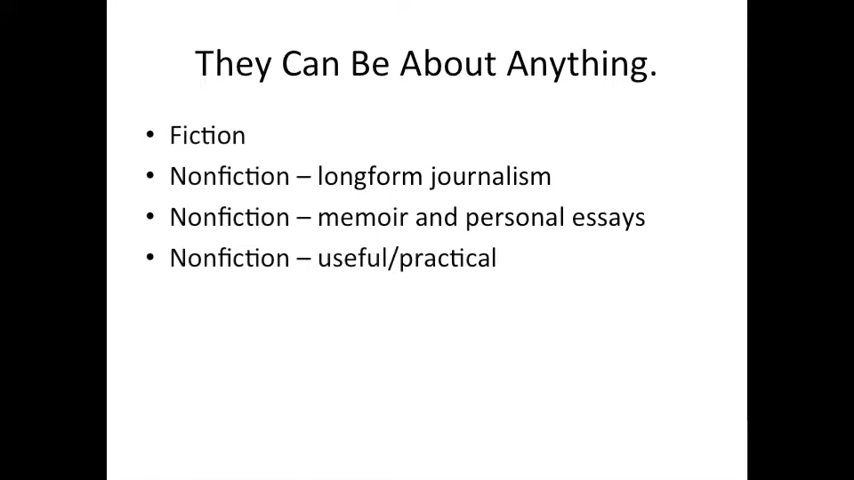 They Can Be About Anything.
• Fiction
• Nonfiction – longform journalism
• Nonfiction – memoir and personal essays
• Nonfiction – useful/practical